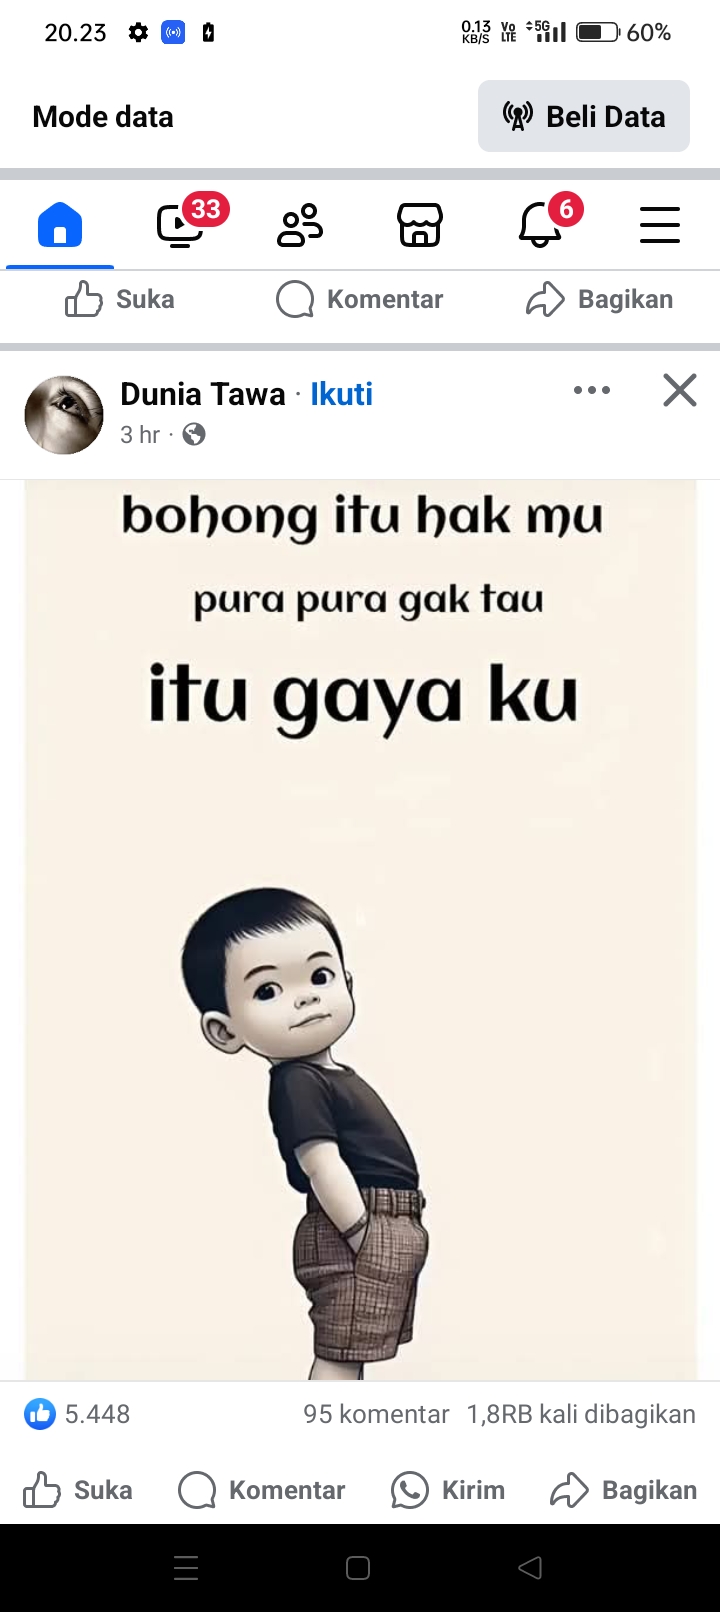 20.23
0.13 KB/S
Vo LTE
5G
60%
Mode data
Beli Data
33
6
Suka
Komentar
Bagikan
Dunia Tawa · Ikuti
3 hr ·
bohong itu hak mu
pura pura gak tau
itu gaya ku
5.448
95 komentar
1,8RB kali dibagikan
Suka
Komentar
Kirim
Bagikan